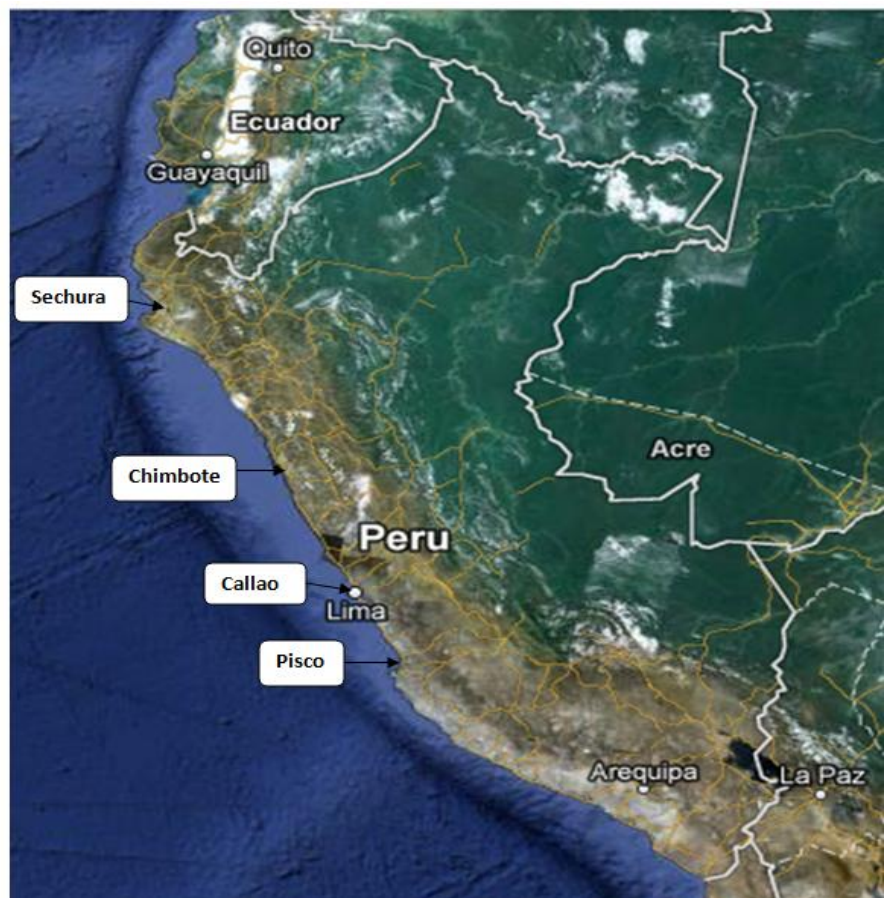 Quito
Ecuador
Guayaquil
Sechura
Acre
Chimbote
Peru
Callao
Lima
Pisco
Arequipa
La Paz